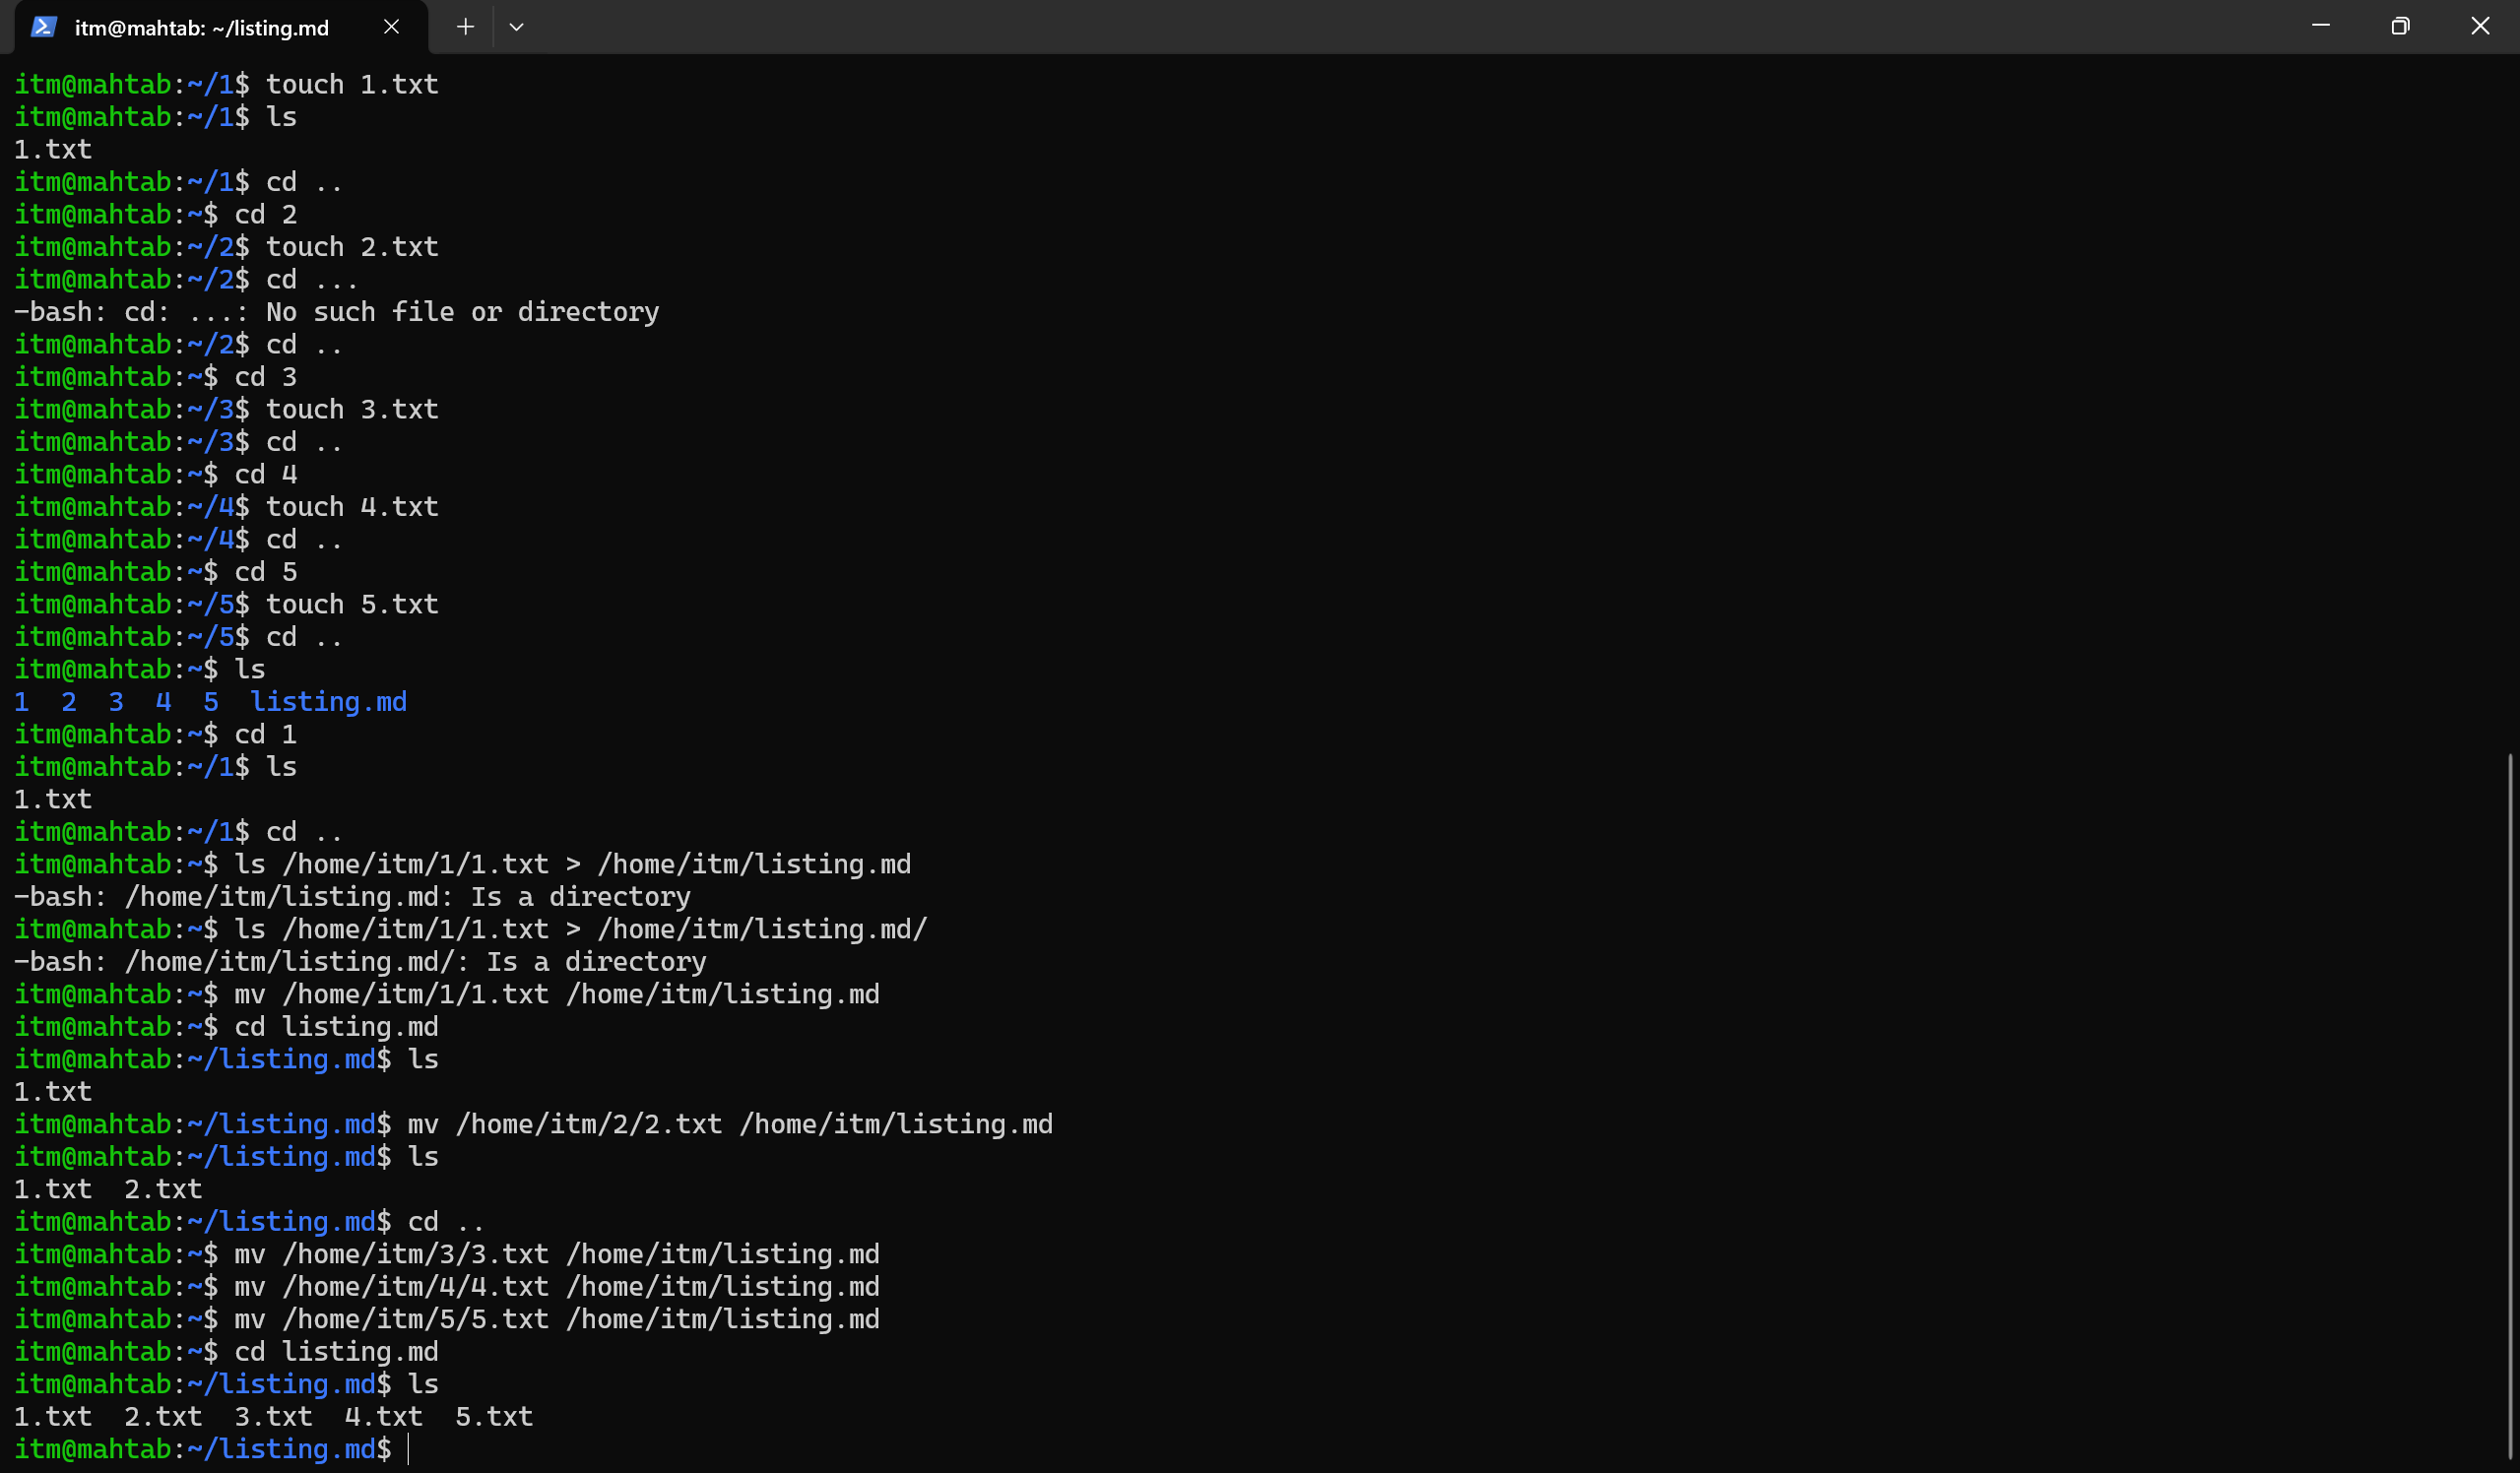 itm@mahtab: ~/listing.md
itm@mahtab:~/1$ touch 1.txt
itm@mahtab:~/1$ ls
1.txt
itm@mahtab:~/1$ cd ..
itm@mahtab:~$ cd 2
itm@mahtab:~/2$ touch 2.txt
itm@mahtab:~/2$ cd ...
-bash: cd: ...: No such file or directory
itm@mahtab:~/2$ cd ..
itm@mahtab:~$ cd 3
itm@mahtab:~/3$ touch 3.txt
itm@mahtab:~/3$ cd ..
itm@mahtab:~$ cd 4
itm@mahtab:~/4$ touch 4.txt
itm@mahtab:~/4$ cd ..
itm@mahtab:~$ cd 5
itm@mahtab:~/5$ touch 5.txt
itm@mahtab:~/5$ cd ..
itm@mahtab:~$ ls
1  2  3  4  5  listing.md
itm@mahtab:~$ cd 1
itm@mahtab:~/1$ ls
1.txt
itm@mahtab:~/1$ cd ..
itm@mahtab:~$ ls /home/itm/1/1.txt > /home/itm/listing.md
-bash: /home/itm/listing.md: Is a directory
itm@mahtab:~$ ls /home/itm/1/1.txt > /home/itm/listing.md/
-bash: /home/itm/listing.md/: Is a directory
itm@mahtab:~$ mv /home/itm/1/1.txt /home/itm/listing.md
itm@mahtab:~$ cd listing.md
itm@mahtab:~/listing.md$ ls
1.txt
itm@mahtab:~/listing.md$ mv /home/itm/2/2.txt /home/itm/listing.md
itm@mahtab:~/listing.md$ ls
1.txt  2.txt
itm@mahtab:~/listing.md$ cd ..
itm@mahtab:~$ mv /home/itm/3/3.txt /home/itm/listing.md
itm@mahtab:~$ mv /home/itm/4/4.txt /home/itm/listing.md
itm@mahtab:~$ mv /home/itm/5/5.txt /home/itm/listing.md
itm@mahtab:~$ cd listing.md
itm@mahtab:~/listing.md$ ls
1.txt  2.txt  3.txt  4.txt  5.txt
itm@mahtab:~/listing.md$